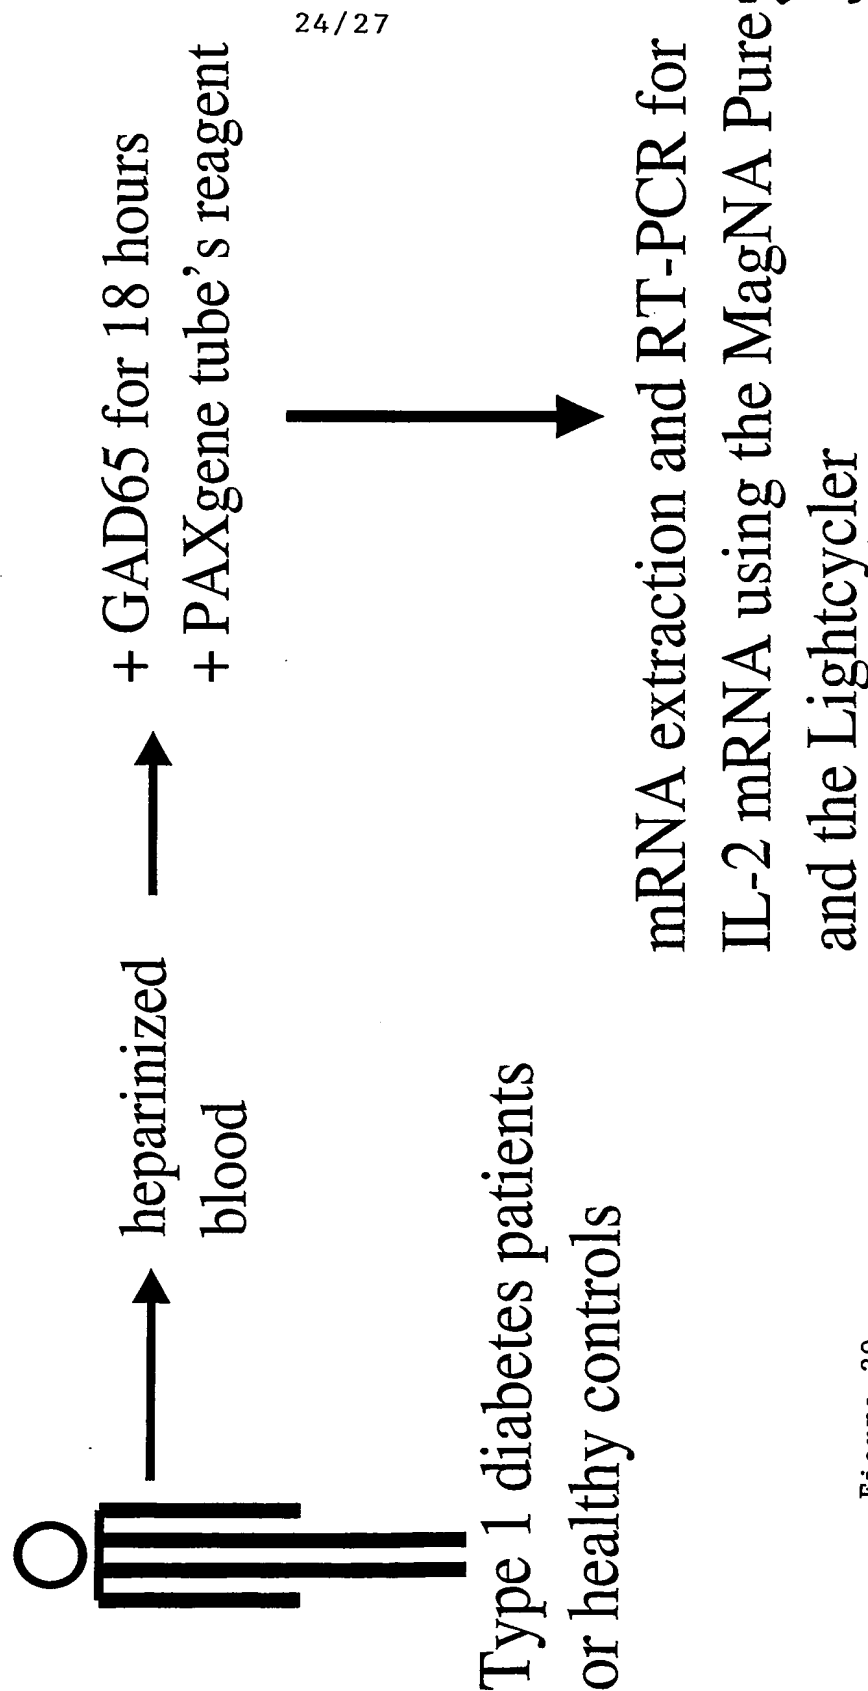 24/27
Type 1 diabetes patients
or healthy controls
heparinized
blood
+ GAD65 for 18 hours
+ PAXgene tube’s reagent
mRNA extraction and RT-PCR for
IL-2 mRNA using the MagNA Pure
and the Lightcycler